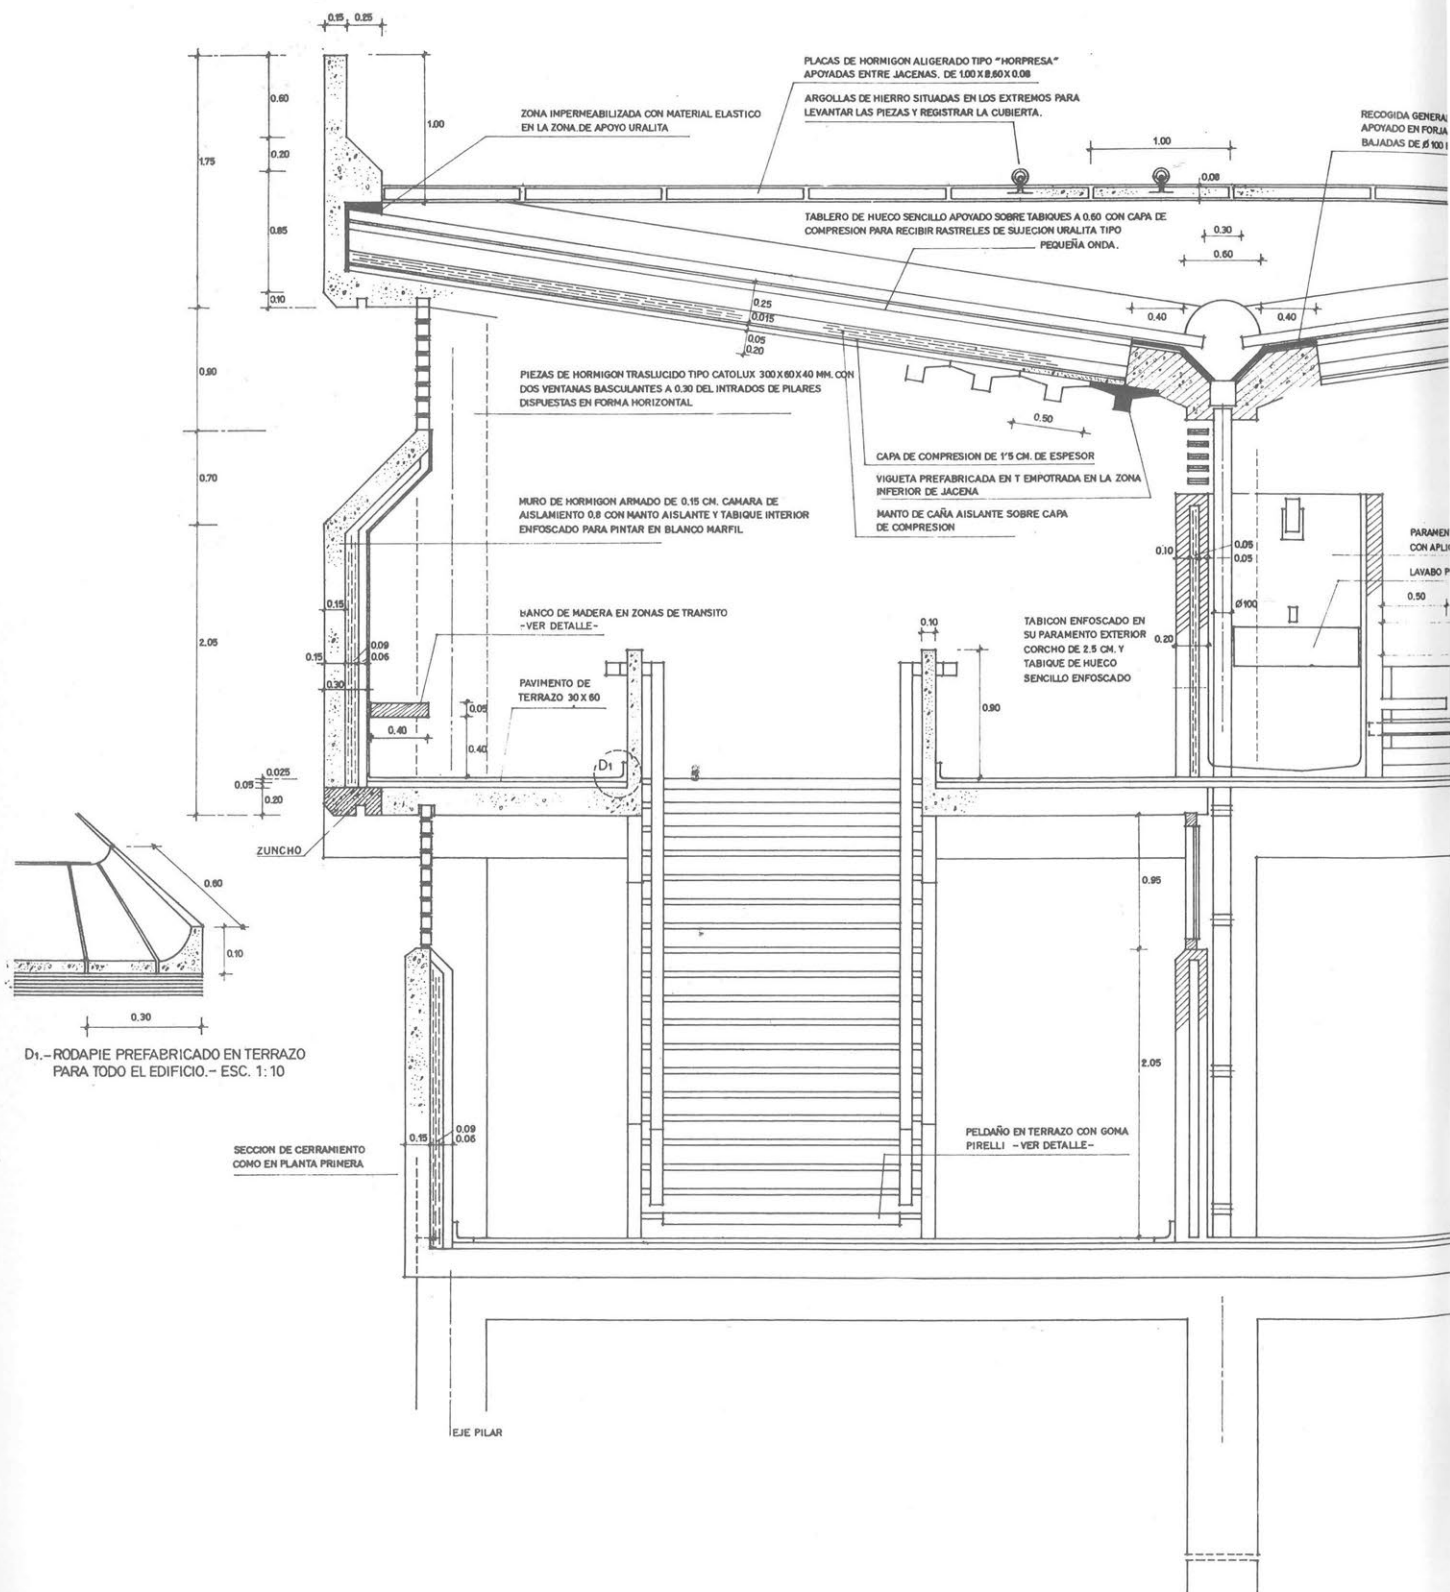 0.15 0.25
0.60
0.20
1.75
1.00
0.85
0.10
0.90
0.70
2.05
PLACAS DE HORMIGON ALIGERADO TIPO "HORPRESA"
APOYADAS ENTRE JACENAS. DE 1.00 X 8.60 X 0.08
ARGOLLAS DE HIERRO SITUADAS EN LOS EXTREMOS PARA
LEVANTAR LAS PIEZAS Y REGISTRAR LA CUBIERTA.
ZONA IMPERMEABILIZADA CON MATERIAL ELASTICO
EN LA ZONA DE APOYO URALITA
RECOGIDA GENERA
APOYADO EN FORJA
BAJADAS DE Ø 100
1.00
0.08
TABLERO DE HUECO SENCILLO APOYADO SOBRE TABIQUES A 0.60 CON CAPA DE
COMPRESION PARA RECIBIR RASTRELES DE SUJECION URALITA TIPO
PEQUEÑA ONDA.
0.30
0.60
0.40 0.40
0.25
0.015
0.05
0.20
PIEZAS DE HORMIGON TRASLUCIDO TIPO CATOLUX 300X60X40 MM. CON
DOS VENTANAS BASCULANTES A 0.30 DEL INTRADOS DE PILARES
DISPUESTAS EN FORMA HORIZONTAL
0.50
CAPA DE COMPRESION DE 1'5 CM. DE ESPESOR
VIGUETA PREFABRICADA EN T EMPOTRADA EN LA ZONA
INFERIOR DE JACENA
MANTO DE CAÑA AISLANTE SOBRE CAPA
DE COMPRESION
MURO DE HORMIGON ARMADO DE 0.15 CM. CAMARA DE
AISLAMIENTO 0.8 CON MANTO AISLANTE Y TABIQUE INTERIOR
ENFOSCADO PARA PINTAR EN BLANCO MARFIL
PARAMEN
CON APLI
LAVABO P
0.50
0.10
0.05
0.05
Ø100
0.20
0.15
BANCO DE MADERA EN ZONAS DE TRANSITO
-VER DETALLE-
0.10
TABICON ENFOSCADO EN
SU PARAMENTO EXTERIOR
CORCHO DE 2.5 CM. Y
TABIQUE DE HUECO
SENCILLO ENFOSCADO
0.15
0.09
0.06
0.30
PAVIMENTO DE
TERRAZO 30 X 60
0.05
0.40
0.40
0.90
D1
0.025
0.05
0.20
ZUNCHO
0.60
0.10
0.30
D1.-RODAPIE PREFABRICADO EN TERRAZO
PARA TODO EL EDIFICIO.- ESC. 1:10
0.95
2.05
SECCION DE CERRAMIENTO
COMO EN PLANTA PRIMERA
0.15
0.09
0.06
PELDAÑO EN TERRAZO CON GOMA
PIRELLI -VER DETALLE-
EJE PILAR